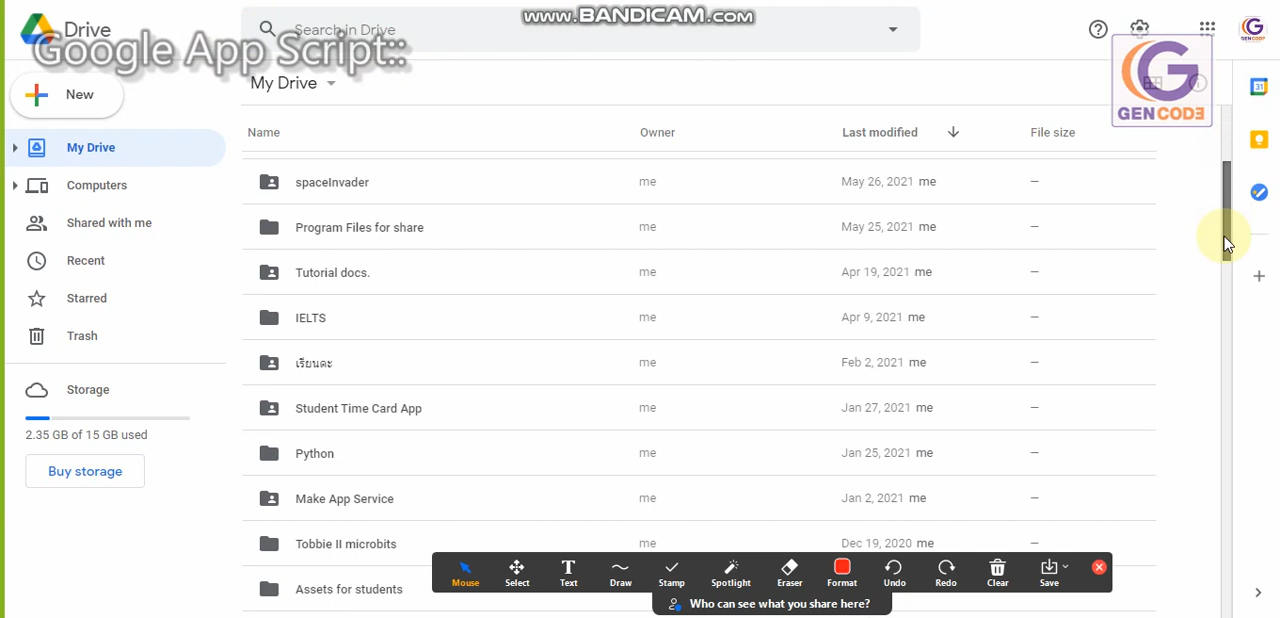 www.BANDICAM.com
Drive
Search in Drive
Google App Script::
GENCODE
GENCODE
New
My Drive
My Drive
Computers
Shared with me
Recent
Starred
Trash
Storage
2.35 GB of 15 GB used
Buy storage
Name Owner Last modified File size
spaceInvader me May 26, 2021 me —
Program Files for share me May 25, 2021 me —
Tutorial docs. me Apr 19, 2021 me —
IELTS me Apr 9, 2021 me —
เรียนตะ me Feb 2, 2021 me —
Student Time Card App me Jan 27, 2021 me —
Python me Jan 25, 2021 me —
Make App Service me Jan 2, 2021 me —
Tobbie II microbits me Dec 19, 2020 me
Assets for students
31
Mouse Select Text Draw Stamp Spotlight Eraser Format Undo Redo Clear Save
Who can see what you share here?